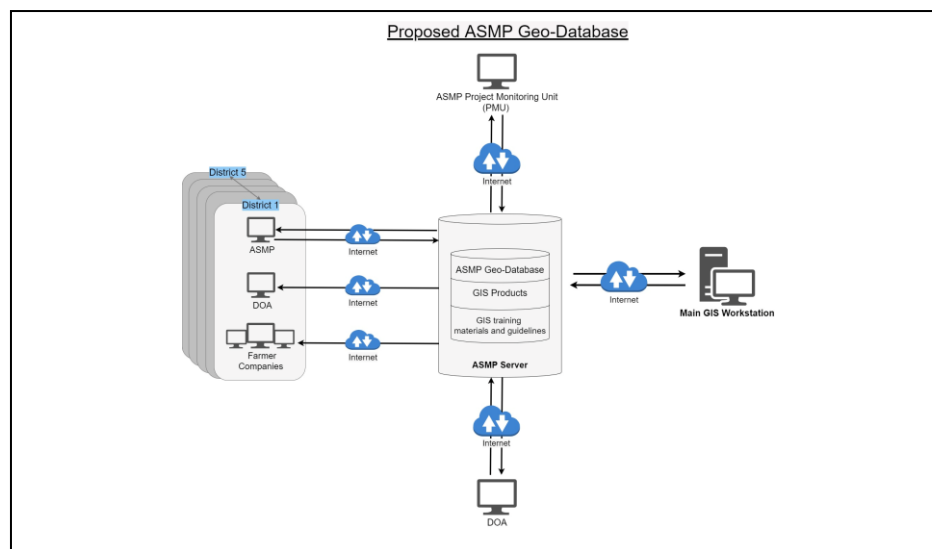 Proposed ASMP Geo-Database
ASMP Project Monitoring Unit
(PMU)
Internet
District 5
District 1
ASMP
Internet
DOA
Internet
Farmer
Companies
Internet
ASMP Geo-Database
GIS Products
GIS training
materials and guidelines
ASMP Server
Internet
Main GIS Workstation
Internet
DOA